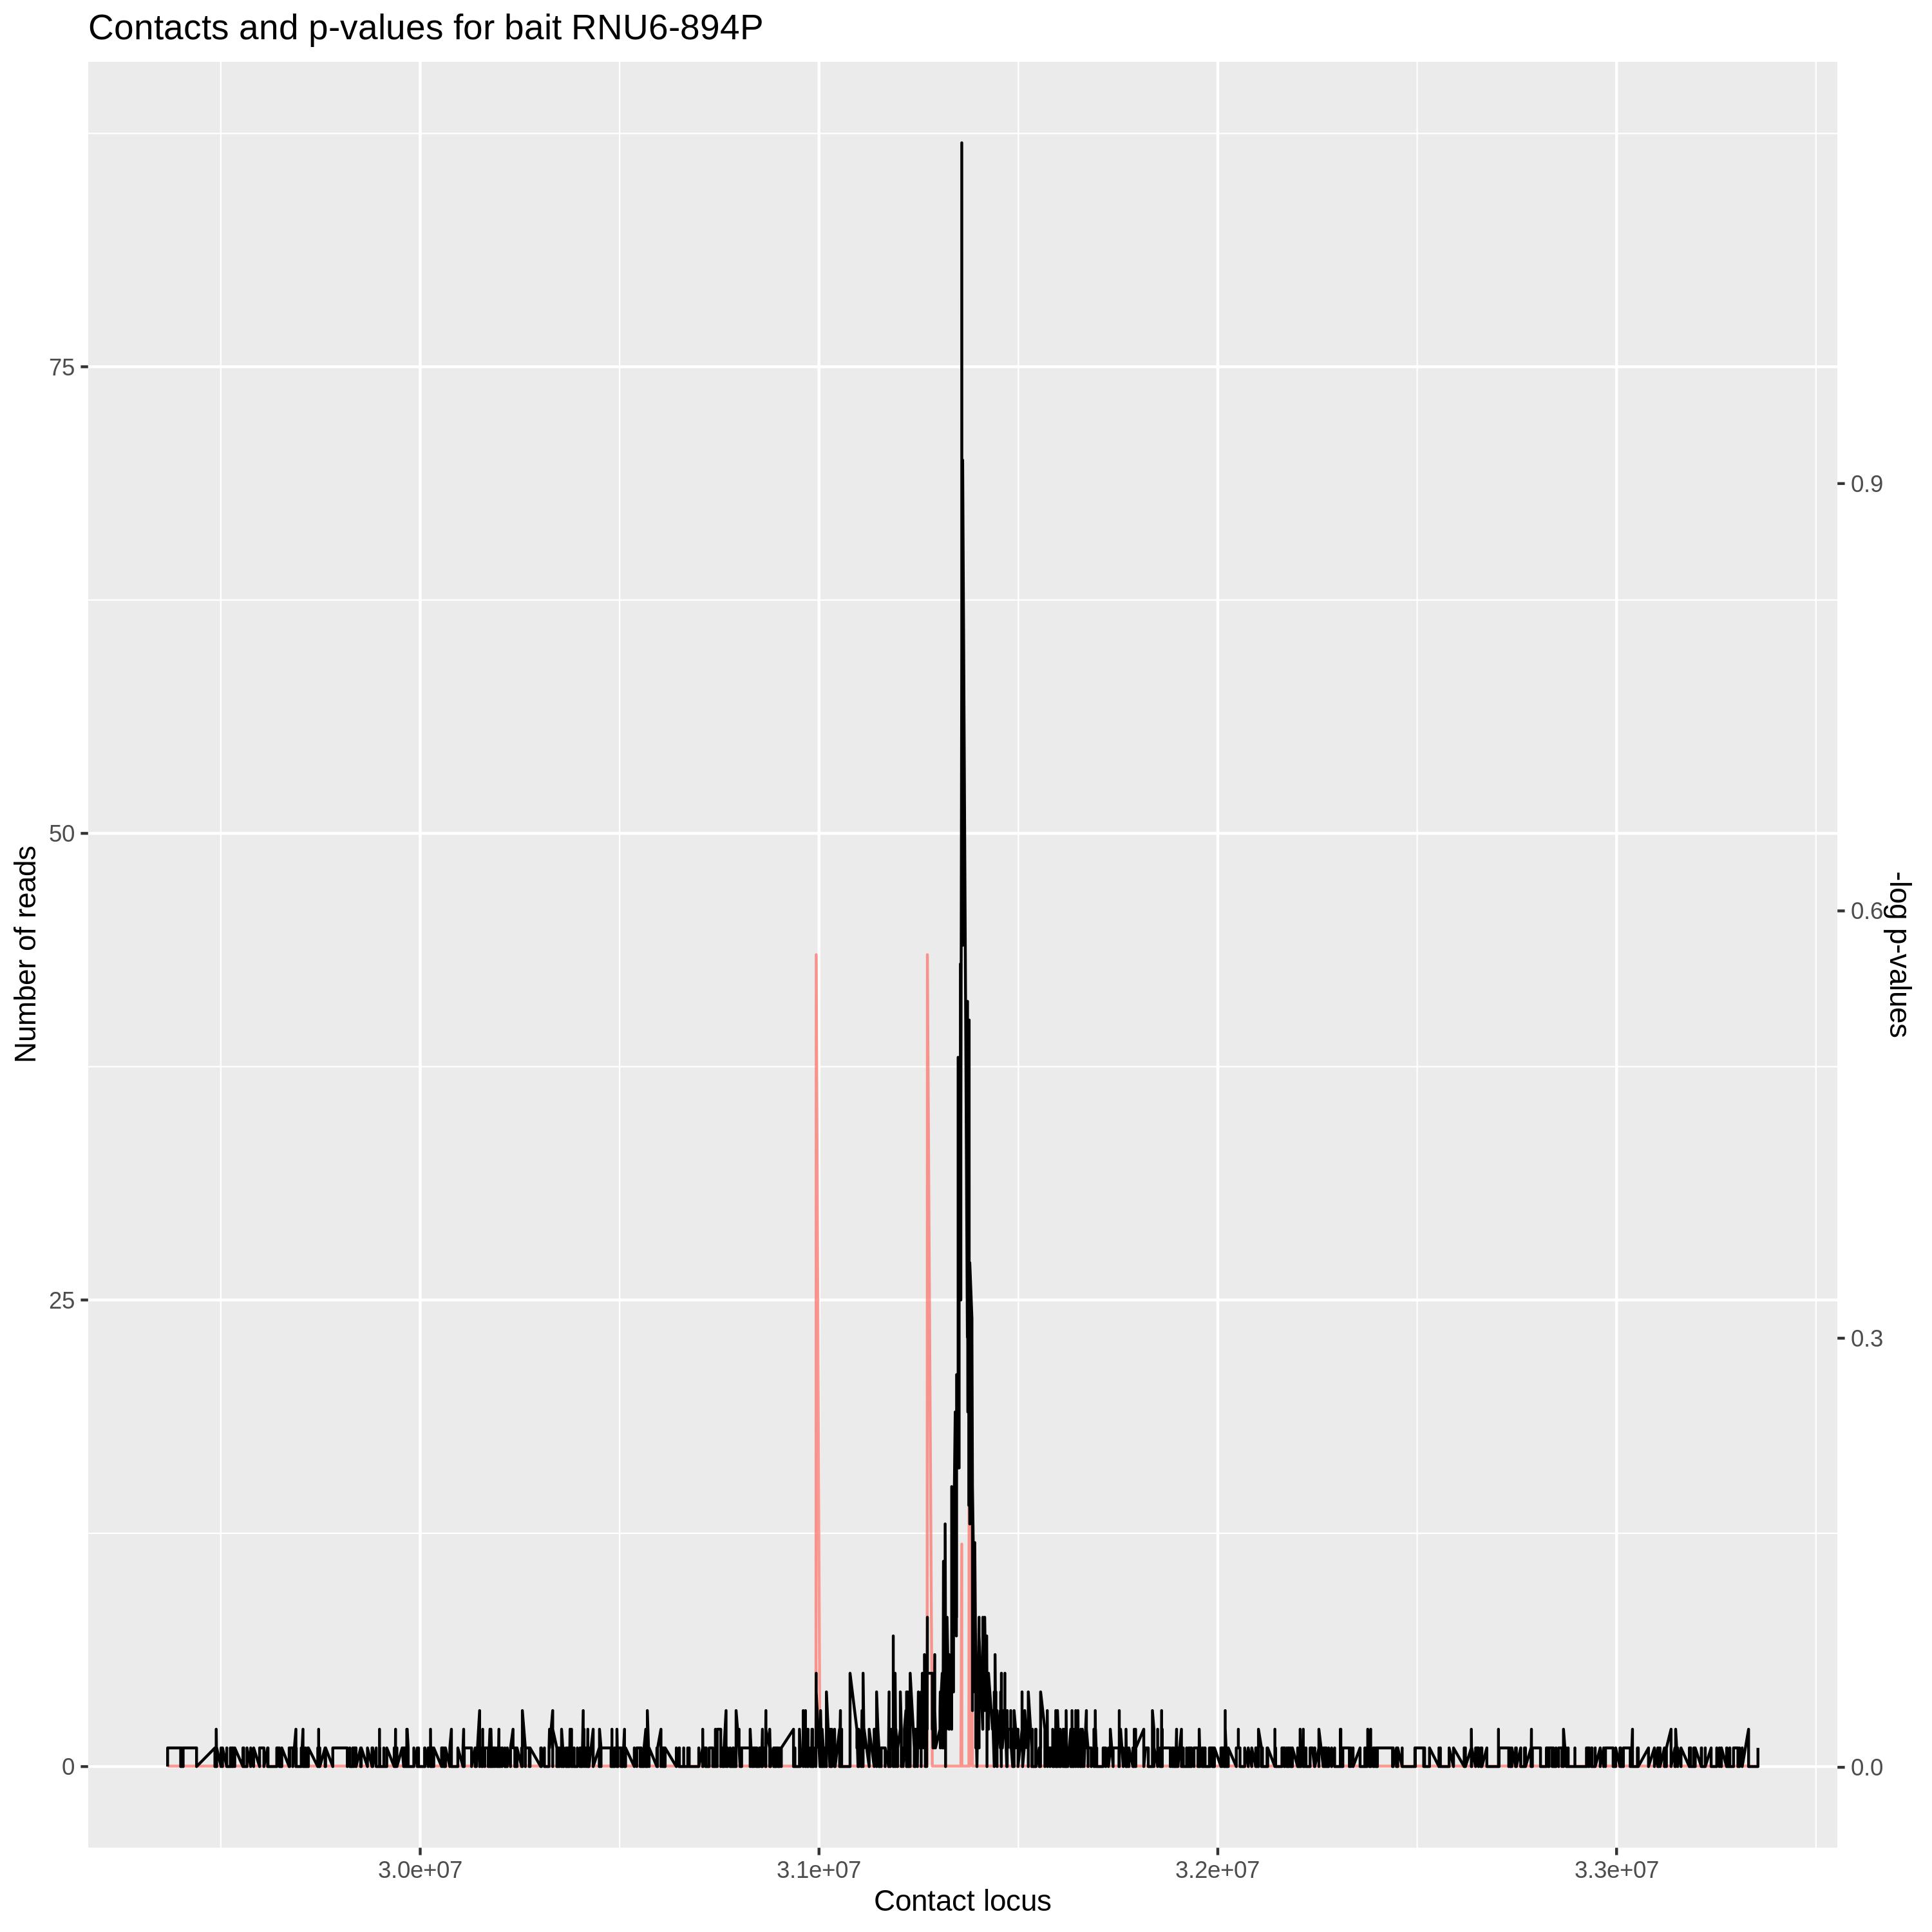 Contacts and p-values for bait RNU6-894P
75
50
25
0
Number of reads
0.9
0.6
0.3
0.0
-log p-values
3.0e+07 3.1e+07 3.2e+07 3.3e+07
Contact locus